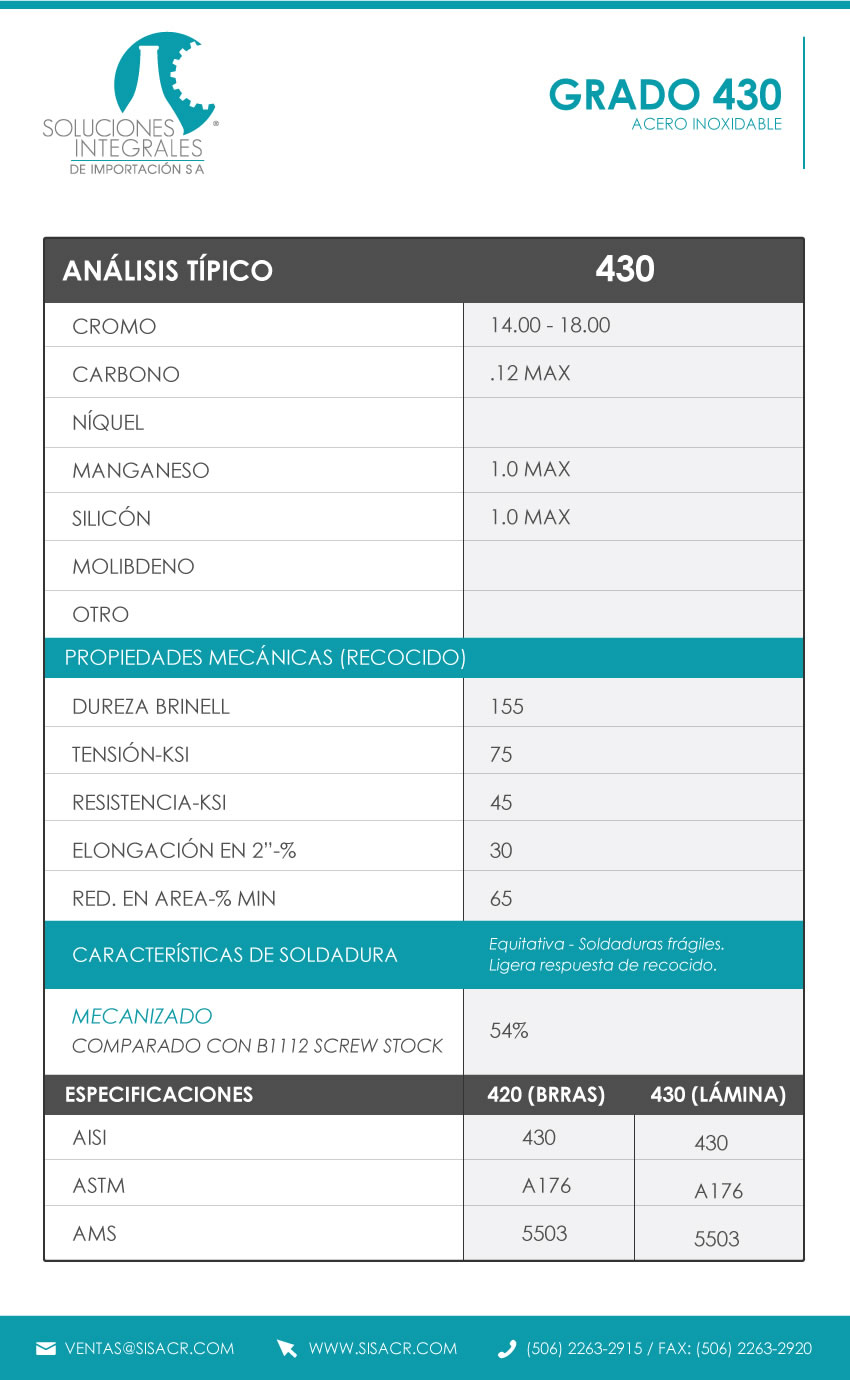 SOLUCIONES
INTEGRALES
DE IMPORTACIÓN S A
®
GRADO 430
ACERO INOXIDABLE
ANÁLISIS TÍPICO 430
CROMO 14.00 - 18.00
CARBONO .12 MAX
NÍQUEL
MANGANESO 1.0 MAX
SILICÓN 1.0 MAX
MOLIBDENO
OTRO
PROPIEDADES MECÁNICAS (RECOCIDO)
DUREZA BRINELL 155
TENSIÓN-KSI 75
RESISTENCIA-KSI 45
ELONGACIÓN EN 2”-% 30
RED. EN AREA-% MIN 65
CARACTERÍSTICAS DE SOLDADURA
Equitativa - Soldaduras frágiles.
Ligera respuesta de recocido.
MECANIZADO
COMPARADO CON B1112 SCREW STOCK 54%
ESPECIFICACIONES 420 (BRRAS) 430 (LÁMINA)
AISI 430 430
ASTM A176 A176
AMS 5503 5503
VENTAS@SISACR.COM WWW.SISACR.COM (506) 2263-2915 / FAX: (506) 2263-2920